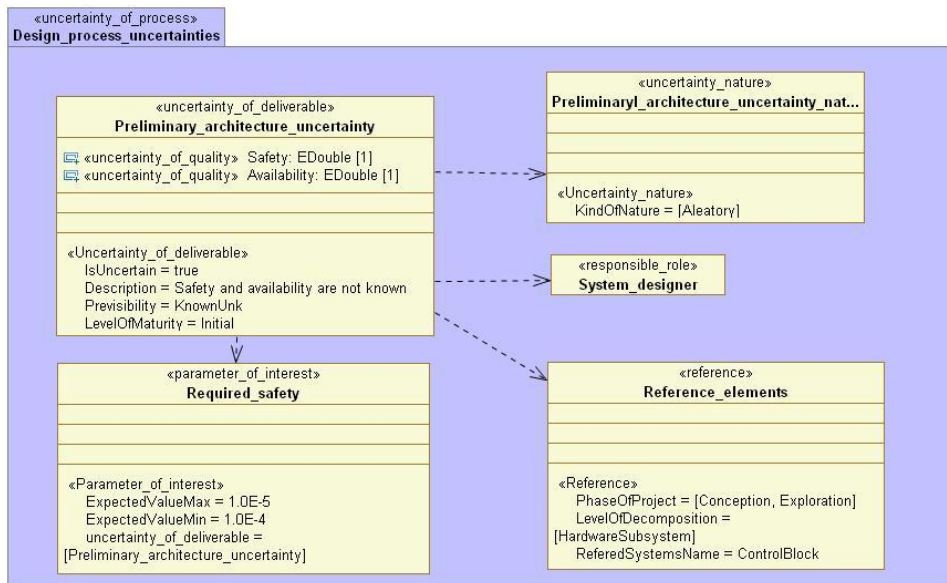 «uncertainty_of_process»
Design_process_uncertainties
«uncertainty_of_deliverable»
Preliminary_architecture_uncertainty
«uncertainty_of_quality» Safety: EDouble [1]
«uncertainty_of_quality» Availability: EDouble [1]
«Uncertainty_of_deliverable»
IsUncertain = true
Description = Safety and availability are not known
Previsibility = KnownUnk
LevelOfMaturity = Initial
«uncertainty_nature»
Preliminaryl_architecture_uncertainty_nat...
«Uncertainty_nature»
KindOfNature = [Aleatory]
«responsible_role»
System_designer
«parameter_of_interest»
Required_safety
«Parameter_of_interest»
ExpectedValueMax = 1.0E-5
ExpectedValueMin = 1.0E-4
uncertainty_of_deliverable =
[Preliminary_architecture_uncertainty]
«reference»
Reference_elements
«Reference»
PhaseOfProject = [Conception, Exploration]
LevelOfDecomposition =
[HardwareSubsystem]
ReferedSystemsName = ControlBlock